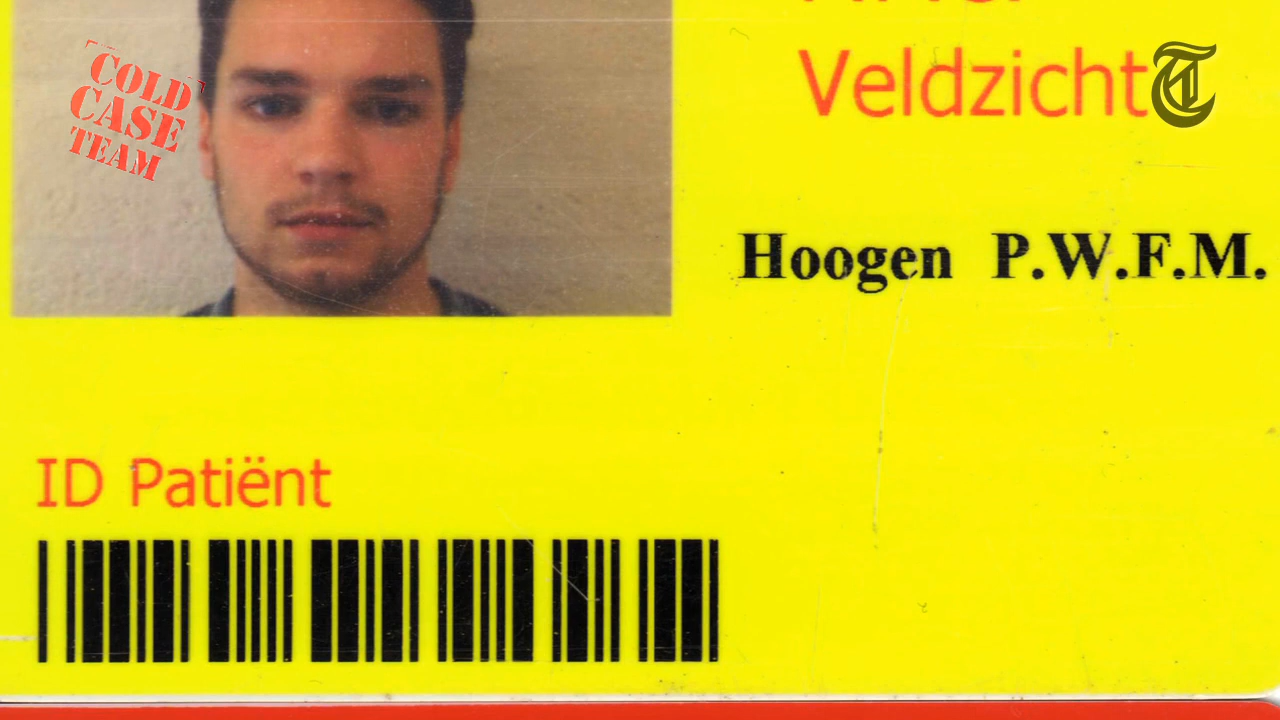 COLD
CASE
TEAM
Veldzicht
Hoogen P.W.F.M.
ID Patiënt